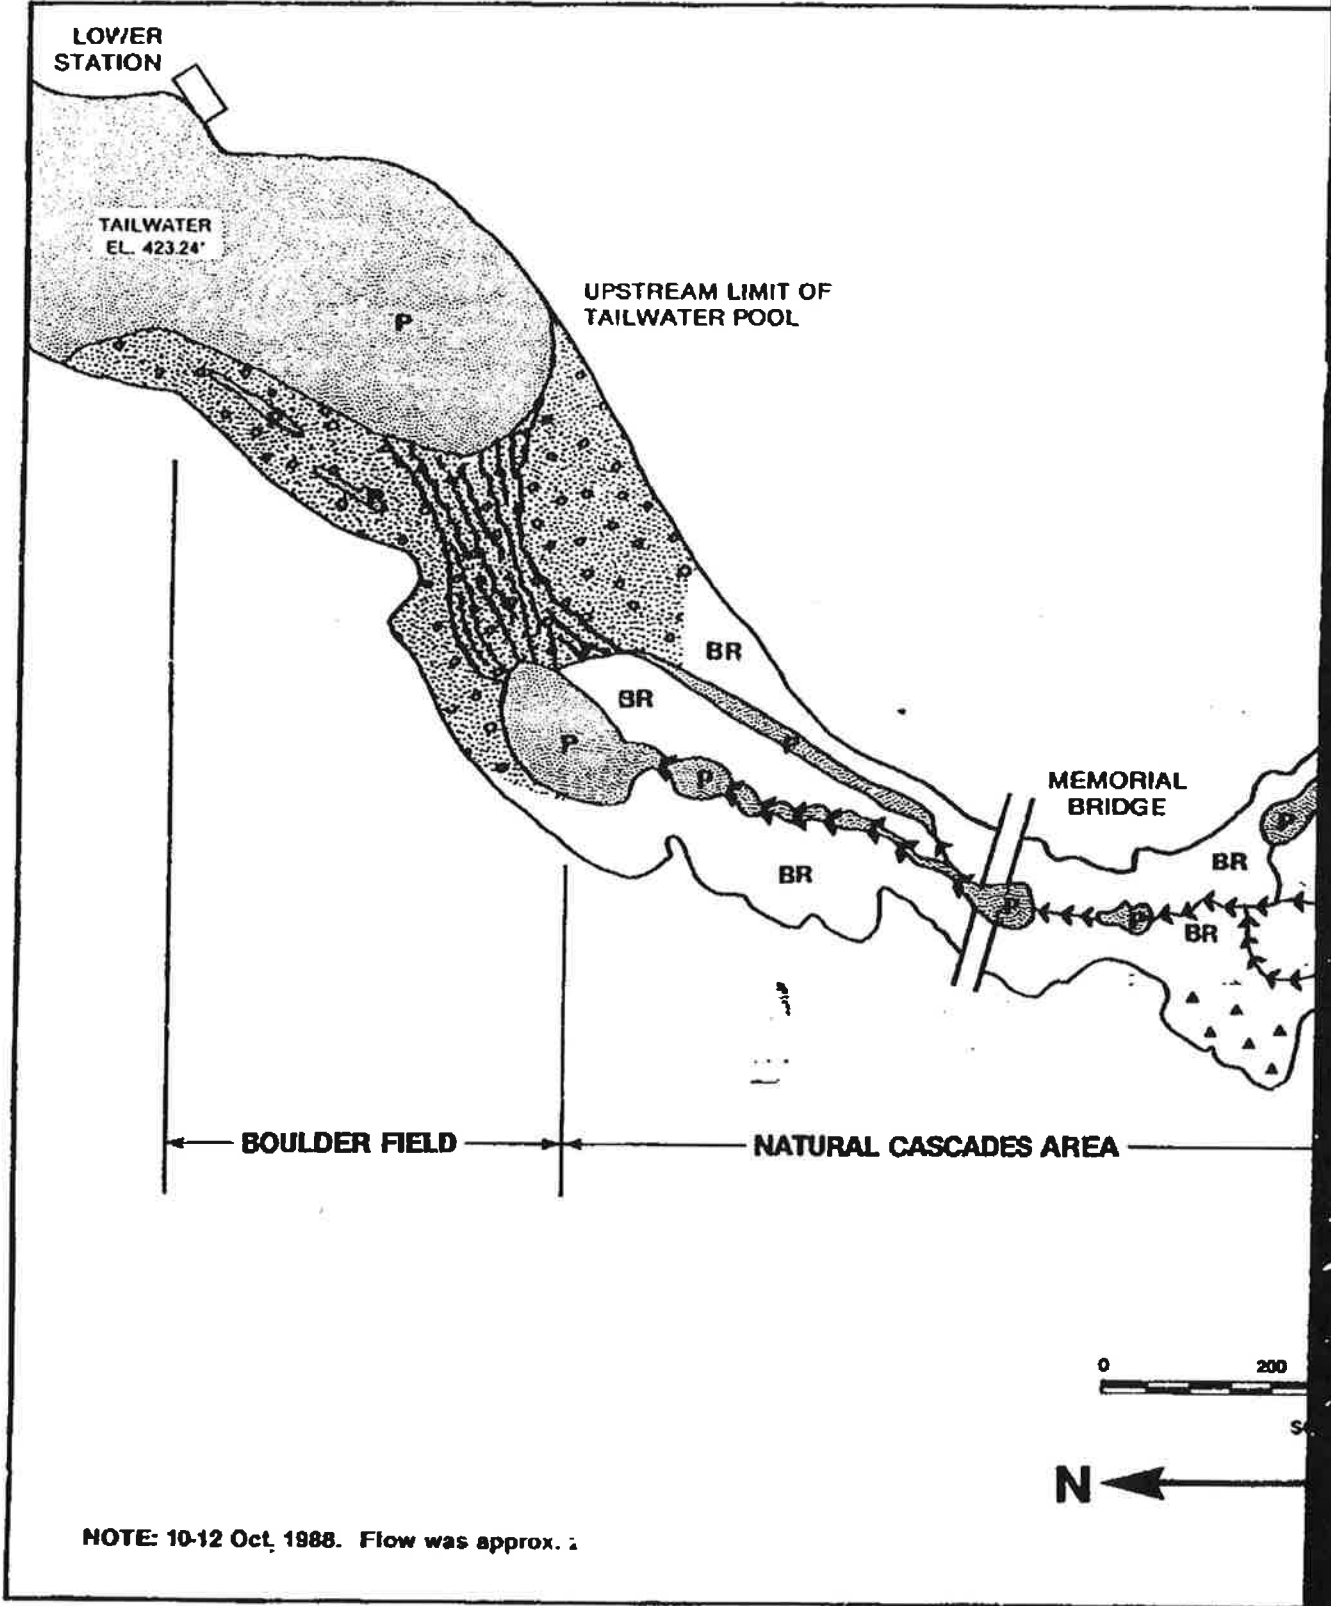 LOWER
STATION
TAILWATER
EL. 423.24'
UPSTREAM LIMIT OF
TAILWATER POOL
P
BR
BR
P
P
P
MEMORIAL
BRIDGE
P
BR
BR
P
P
BR
BOULDER FIELD
NATURAL CASCADES AREA
0 200
N
NOTE: 10-12 Oct. 1988. Flow was approx.